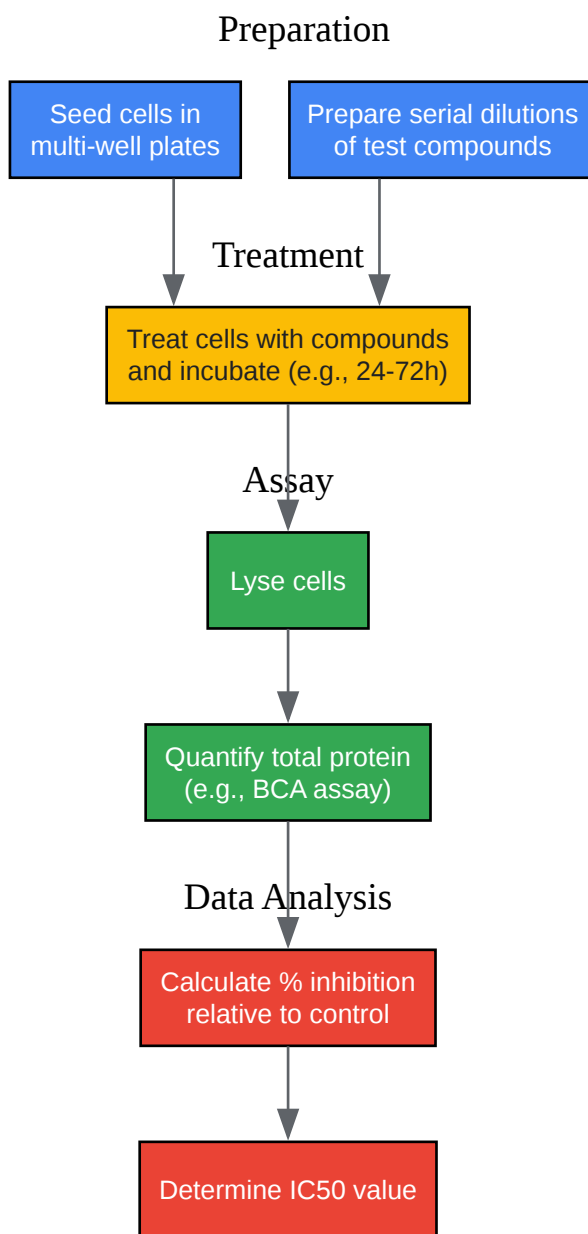 Preparation
Seed cells in
multi-well plates
Prepare serial dilutions
of test compounds
Treatment
Treat cells with compounds
and incubate (e.g., 24-72h)
Assay
Lyse cells
Quantify total protein
(e.g., BCA assay)
Data Analysis
Calculate % inhibition
relative to control
Determine IC50 value